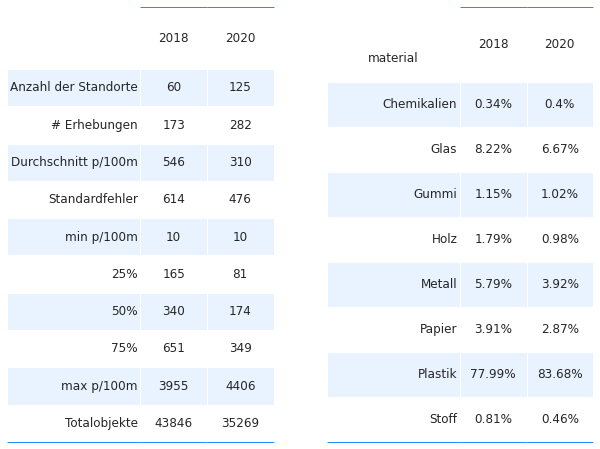 2018 2020
Anzahl der Standorte 60 125
# Erhebungen 173 282
Durchschnitt p/100m 546 310
Standardfehler 614 476
min p/100m 10 10
25% 165 81
50% 340 174
75% 651 349
max p/100m 3955 4406
Totalobjekte 43846 35269
2018 2020
material
Chemikalien 0.34% 0.4%
Glas 8.22% 6.67%
Gummi 1.15% 1.02%
Holz 1.79% 0.98%
Metall 5.79% 3.92%
Papier 3.91% 2.87%
Plastik 77.99% 83.68%
Stoff 0.81% 0.46%